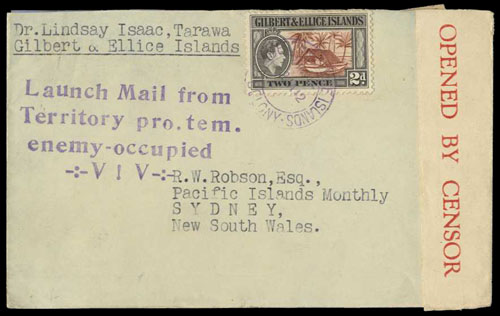 Dr.Lindsay Isaac,Tarawa
Gilbert & Ellice Islands
GILBERT & ELLICE ISLANDS
TWO PENCE 2d
ISLANDS
Launch Mail from
Territory pro.tem.
enemy-occupied
-:- V I V -:-
R.W.Robson,Esq.,
Pacific Islands Monthly
SYDNEY,
New South Wales.
OPENED BY CENSOR